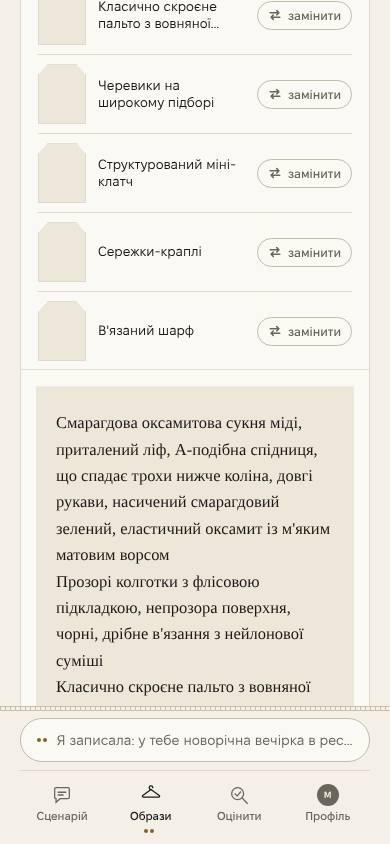 Класично скроєне
пальто з вовняної...
замінити
Черевики на
широкому підборі
замінити
Структурований міні-
клатч
замінити
Сережки-краплі
замінити
В'язаний шарф
замінити
Смарагдова оксамитова сукня міді,
приталений ліф, А-подібна спідниця,
що спадає трохи нижче коліна, довгі
рукави, насичений смарагдовий
зелений, еластичний оксамит із м'яким
матовим ворсом
Прозорі колготки з флісовою
підкладкою, непрозора поверхня,
чорні, дрібне в'язання з нейлонової
суміші
Класично скроєне пальто з вовняної
Я записала: у тебе новорічна вечірка в рес...
Сценарій
Образи
Оцінити
М
Профіль